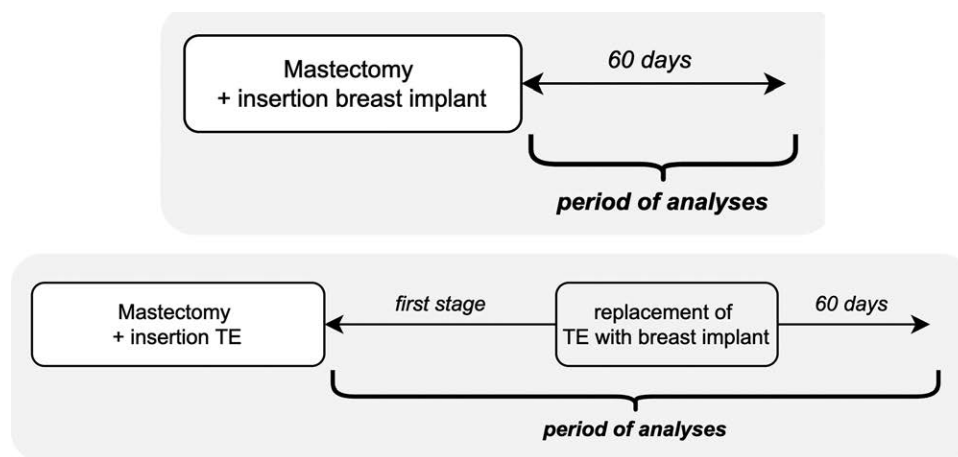 Mastectomy
+ insertion breast implant
60 days
period of analyses
Mastectomy
+ insertion TE
first stage
replacement of
TE with breast implant
60 days
period of analyses